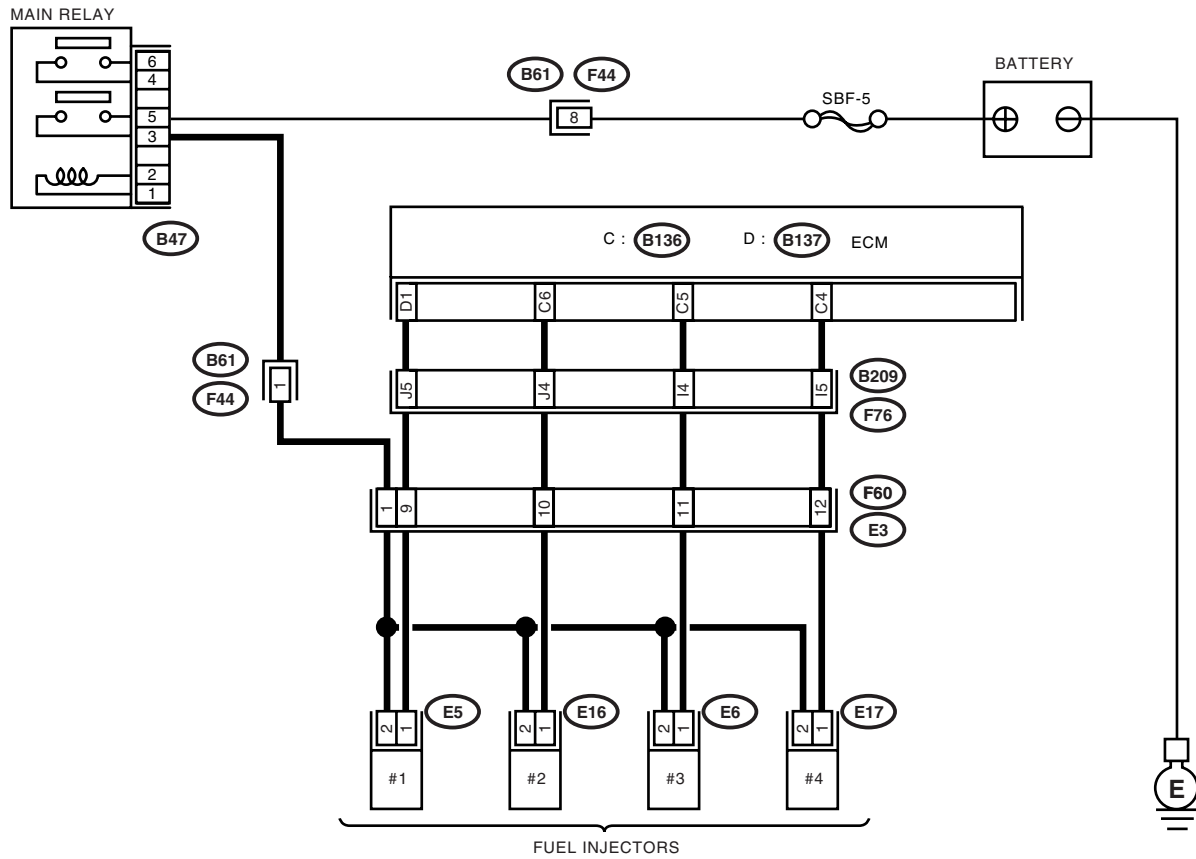 MAIN RELAY
6
4
5
3
2
1
B47
B61 F44
8
SBF-5
BATTERY
C : B136 D : B137 ECM
D1 C6 C5 C4
B61
F44
1
J5 J4 I4 I5
B209
F76
1 9 10 11 12
F60
E3
2 1 E5
2 1 E16
2 1 E6
2 1 E17
#1 #2 #3 #4
FUEL INJECTORS
E